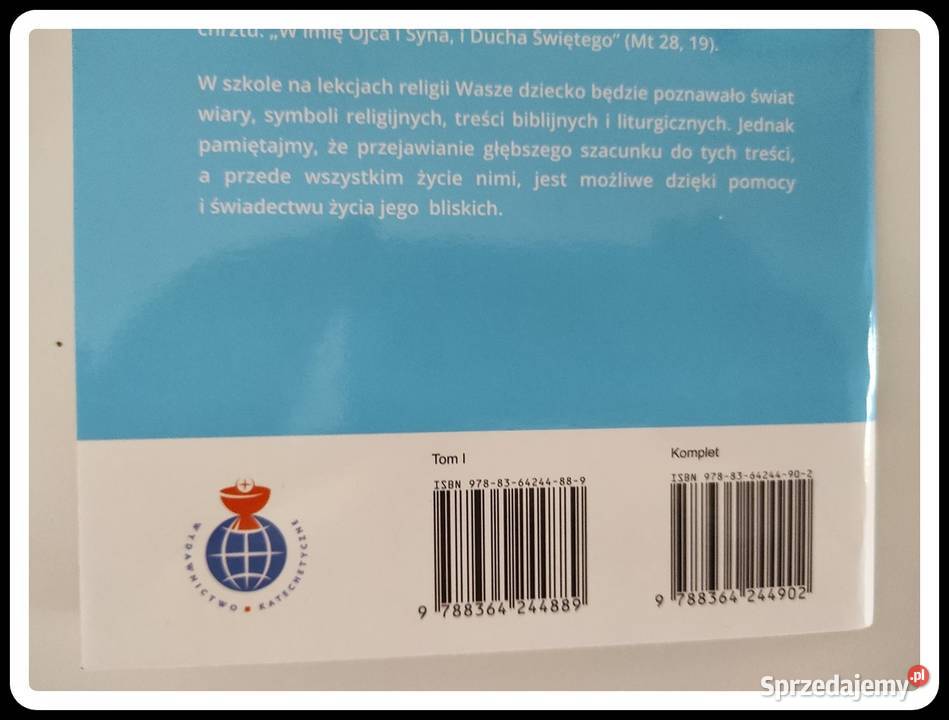 chrztu: „W imię Ojca i Syna, i Ducha Świętego” (Mt 28, 19).
W szkole na lekcjach religii Wasze dziecko będzie poznawało świat
wiary, symboli religijnych, treści biblijnych i liturgicznych. Jednak
pamiętajmy, że przejawianie głębszego szacunku do tych treści,
a przede wszystkim życie nimi, jest możliwe dzięki pomocy
i świadectwu życia jego bliskich.
Tom I
ISBN 978-83-64244-88-9
9 788364 244889
Komplet
ISBN 978-83-64244-90-2
9 788364 244902
WYDAWNICTWO • KATECHETYCZNE
Sprzedajemy.pl